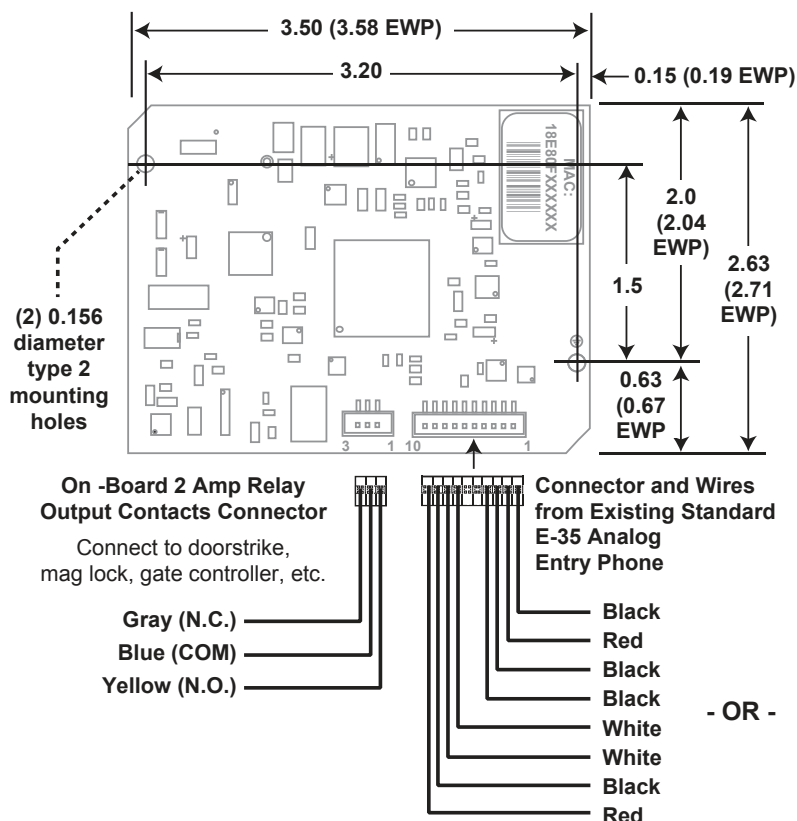 3.50 (3.58 EWP)
3.20
0.15 (0.19 EWP)
MAC:
18E80FXXXXXX
2.0
(2.04
EWP)
2.63
(2.71
EWP)
1.5
(2) 0.156
diameter
type 2
mounting
holes
0.63
(0.67
EWP
3 1 10 1
On -Board 2 Amp Relay
Output Contacts Connector
Connect to doorstrike,
mag lock, gate controller, etc.
Gray (N.C.)
Blue (COM)
Yellow (N.O.)
Connector and Wires
from Existing Standard
E-35 Analog
Entry Phone
Black
Red
Black
Black
White
White
Black
Red
- OR -